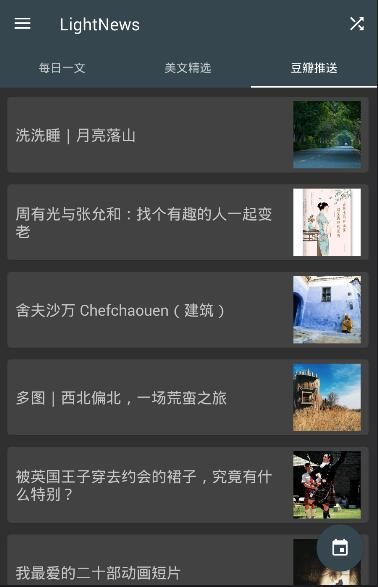 LightNews
每日一文
美文精选
豆瓣推送
洗洗睡｜月亮落山
周有光与张允和：找个有趣的人一起变
老
舍夫沙万 Chefchaouen（建筑）
多图｜西北偏北，一场荒蛮之旅
被英国王子穿去约会的裙子，究竟有什
么特别？
我最爱的二十部动画短片